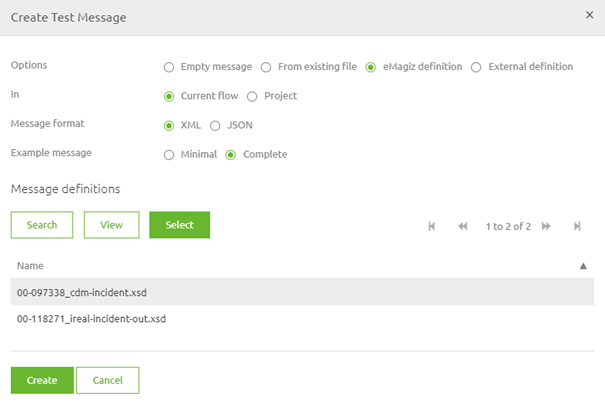 Create Test Message ×
Options Empty message From existing file eMagiz definition External definition
In Current flow Project
Message format XML JSON
Example message Minimal Complete
Message definitions
Search View Select 1 to 2 of 2
Name
00-097338_cdm-incident.xsd
00-118271_ireal-incident-out.xsd
Create Cancel